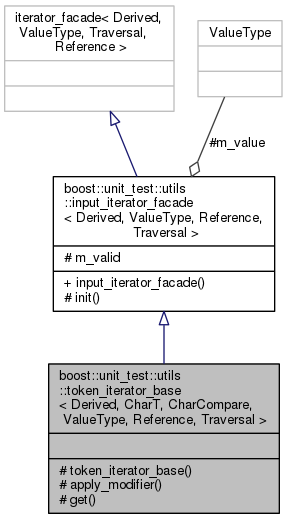 iterator_facade< Derived,
ValueType, Traversal,
Reference >
ValueType
#m_value
boost::unit_test::utils
::input_iterator_facade
< Derived, ValueType, Reference,
Traversal >
# m_valid
+ input_iterator_facade()
# init()
boost::unit_test::utils
::token_iterator_base
< Derived, CharT, CharCompare,
ValueType, Reference, Traversal >
# token_iterator_base()
# apply_modifier()
# get()